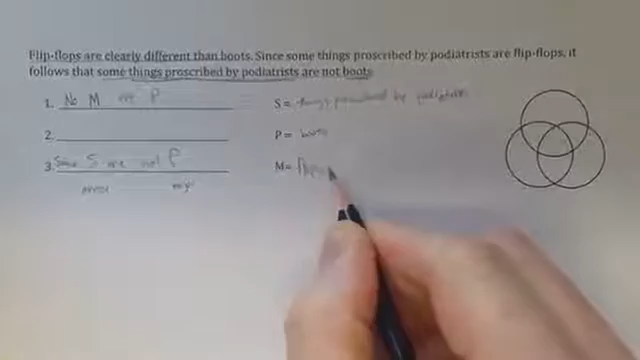 Flip-flops are clearly different than boots. Since some things proscribed by podiatrists are flip-flops, it
follows that some things proscribed by podiatrists are not boots
1. No M are P
S = things proscribed by podiatrists
2.
P = boots
3. Some S are not P
M =
minor